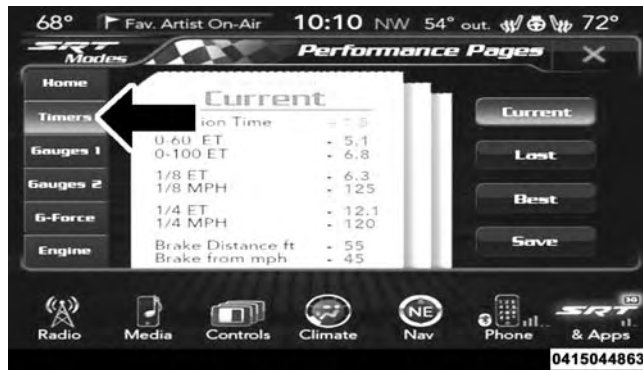 68° Fav. Artist On-Air 10:10 NW 54° out. 72°
SRT Modes Performance Pages X
Home
Timers
Gauges 1
Gauges 2
G-Force
Engine
Current
ion Time -
0-60 ET - 5.1
0-100 ET - 6.8
1/8 ET - 6.3
1/8 MPH - 125
1/4 ET - 12.1
1/4 MPH - 120
Brake Distance ft - 55
Brake from mph - 45
Current
Last
Best
Save
Radio
Media
Controls
Climate
NE
Nav
Phone
3G
SRT
& Apps
0415044863